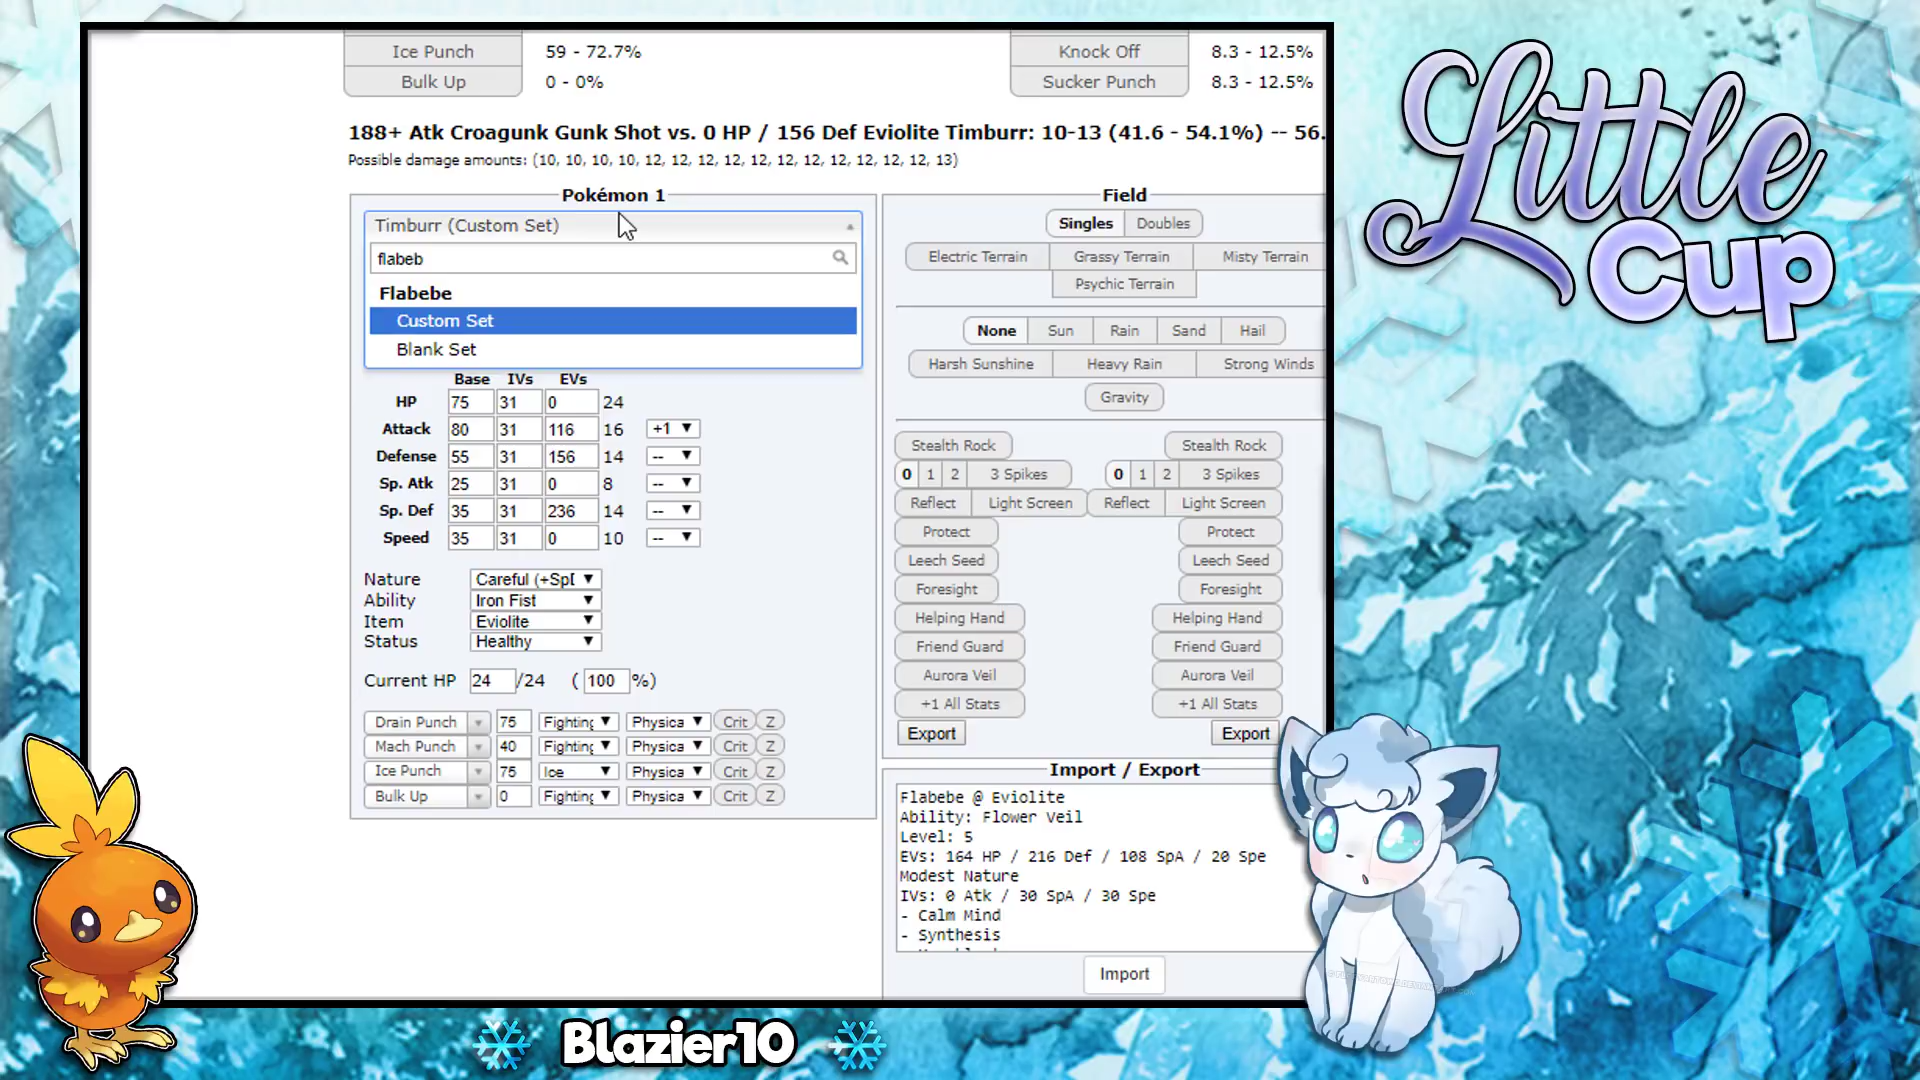 Ice Punch 59 - 72.7%
Knock Off 8.3 - 12.5%
Bulk Up 0 - 0%
Sucker Punch 8.3 - 12.5%
188+ Atk Croagunk Gunk Shot vs. 0 HP / 156 Def Eviolite Timburr: 10-13 (41.6 - 54.1%) -- 56.
Possible damage amounts: (10, 10, 10, 10, 12, 12, 12, 12, 12, 12, 12, 12, 12, 12, 12, 13)
Pokémon 1
Timburr (Custom Set)
flabeb
Flabebe
Custom Set
Blank Set
Base IVs EVs
HP 75 31 0 24
Attack 80 31 116 16 +1
Defense 55 31 156 14 --
Sp. Atk 25 31 0 8 --
Sp. Def 35 31 236 14 --
Speed 35 31 0 10 --
Nature Careful (+SpD
Ability Iron Fist
Item Eviolite
Status Healthy
Current HP 24 /24 ( 100 %)
Drain Punch 75 Fighting Physica Crit Z
Mach Punch 40 Fighting Physica Crit Z
Ice Punch 75 Ice Physica Crit Z
Bulk Up 0 Fighting Physica Crit Z
Field
Singles Doubles
Electric Terrain Grassy Terrain Misty Terrain
Psychic Terrain
None Sun Rain Sand Hail
Harsh Sunshine Heavy Rain Strong Winds
Gravity
Stealth Rock Stealth Rock
0 1 2 3 Spikes 0 1 2 3 Spikes
Reflect Light Screen Reflect Light Screen
Protect Protect
Leech Seed Leech Seed
Foresight Foresight
Helping Hand Helping Hand
Friend Guard Friend Guard
Aurora Veil Aurora Veil
+1 All Stats +1 All Stats
Export Export
Import / Export
Flabebe @ Eviolite
Ability: Flower Veil
Level: 5
EVs: 164 HP / 216 Def / 108 SpA / 20 Spe
Modest Nature
IVs: 0 Atk / 30 SpA / 30 Spe
- Calm Mind
- Synthesis
Import
Little
Cup
Blazier10